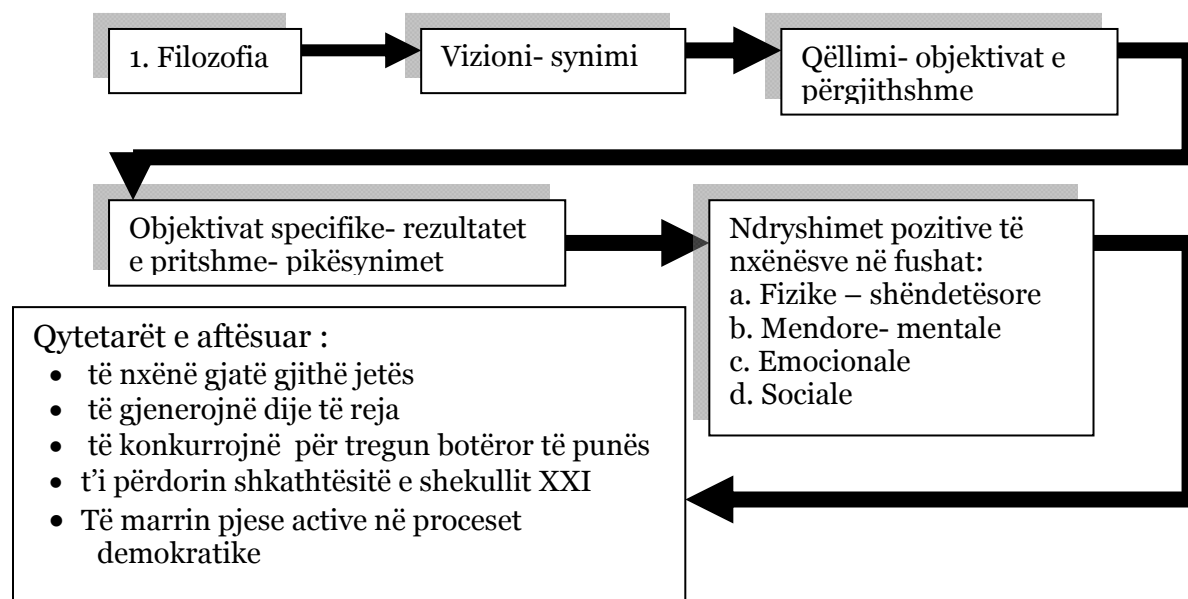 1. Filozofia
Vizioni- synimi
Qëllimi- objektivat e
përgjithshme
Objektivat specifike- rezultatet
e pritshme- pikësynimet
Ndryshimet pozitive të
nxënësve në fushat:
a. Fizike – shëndetësore
b. Mendore- mentale
c. Emocionale
d. Sociale
Qytetarët e aftësuar :
• të nxënë gjatë gjithë jetës
• të gjenerojnë dije të reja
• të konkurrojnë për tregun botëror të punës
• t'i përdorin shkathtësitë e shekullit XXI
• Të marrin pjese active në proceset
demokratike